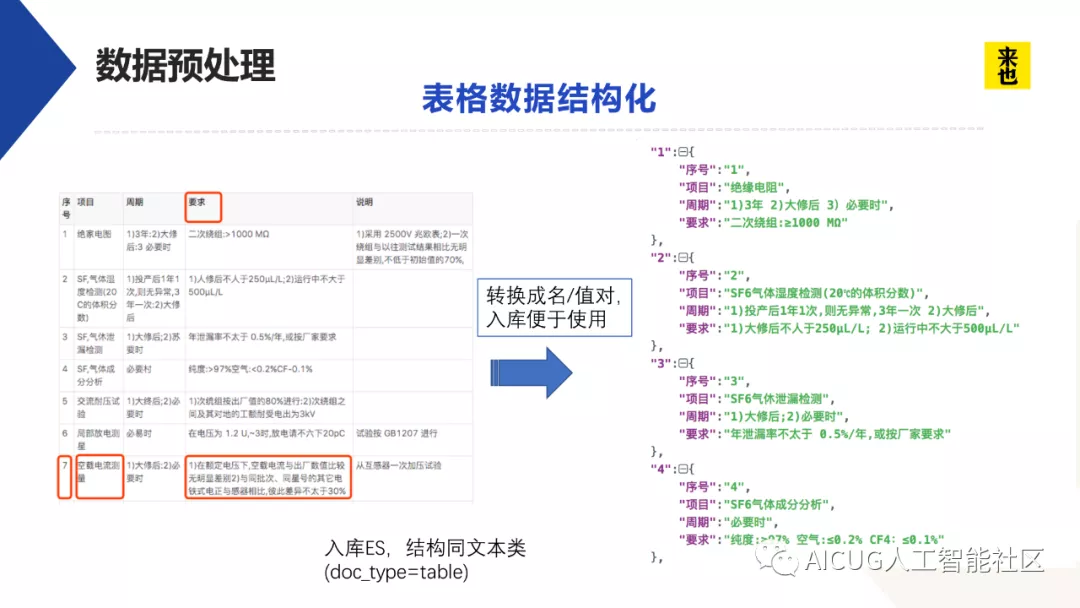 数据预处理
来也
表格数据结构化
序号 项目 周期 要求 说明
1 绝家电图 1)3年:2)大修后:3 必要时 二次绕组:>1000 MΩ 1)采用 2500V 兆欧表;2)一次绕组与以往测试结果相比无明显差别,不低于初始值的70%,
2 SF,气体湿度检测(20C的体积分数) 1)投产后1年1次,则无异常,3年一次:2)大修后 1)人修后不人于250μL/L;2)运行中不大于500μL/L
3 SF,气体泄漏检测 1)大修后;2)苏要时 年泄漏率不太于 0.5%/年,或按厂家要求
4 SF,气体成分分析 必要村 纯度:>97%空气:<0.2%CF-0.1%
5 交流耐压试验 1)大终后;2)必要时 1)次统组按出厂值的80%进行:2)次绕组之间及其对地的工额耐受电出为3kV
6 局部放电测星 必易时 在电压为 1.2 U,~3时,放电请不六下20pC 试验按 GB1207 进行
7 空载电流测量 1)大修后;2)必要时 1)在额定电压下,空载电流与出厂数值比较无明显差别2)与同批次、同星号的其它电铁式电正与感器相比,彼此差异不太于30% 从互感器一次加压试验
转换成名/值对,
入库便于使用
入库ES，结构同文本类
(doc_type=table)
"1":{
"序号":"1",
"项目":"绝缘电阻",
"周期":"1)3年 2)大修后 3）必要时",
"要求":"二次绕组:≥1000 MΩ"
},
"2":{
"序号":"2",
"项目":"SF6气体湿度检测(20℃的体积分数)",
"周期":"1)投产后1年1次,则无异常,3年一次 2)大修后",
"要求":"1)大修后不人于250μL/L; 2)运行中不大于500μL/L"
},
"3":{
"序号":"3",
"项目":"SF6气体泄漏检测",
"周期":"1)大修后;2)必要时",
"要求":"年泄漏率不太于 0.5%/年,或按厂家要求"
},
"4":{
"序号":"4",
"项目":"SF6气体成分分析",
"周期":"必要时",
"要求":"纯度:≥97% 空气:≤0.2% CF4：≤0.1%"
},
AICUG人工智能社区